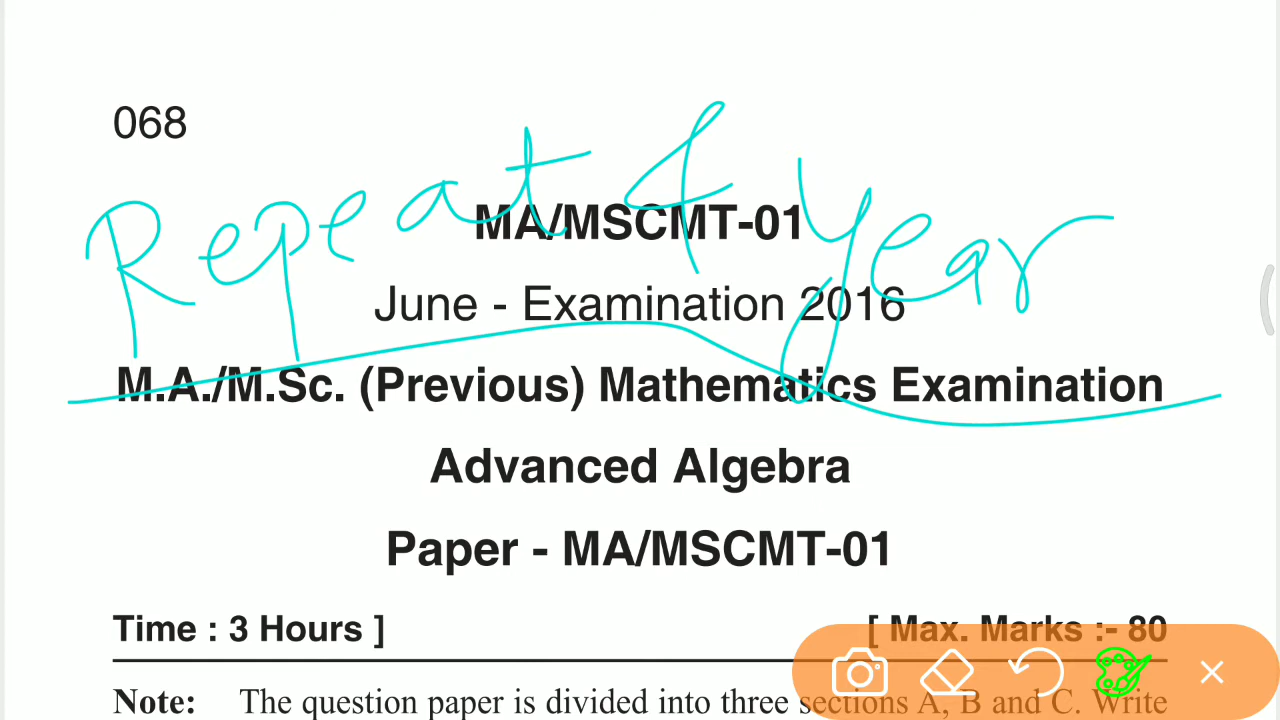 068
Repeat 4 year
MA/MSCMT-01
June - Examination 2016
M.A./M.Sc. (Previous) Mathematics Examination
Advanced Algebra
Paper - MA/MSCMT-01
Time : 3 Hours ] [ Max. Marks :- 80
Note: The question paper is divided into three sections A, B and C. Write